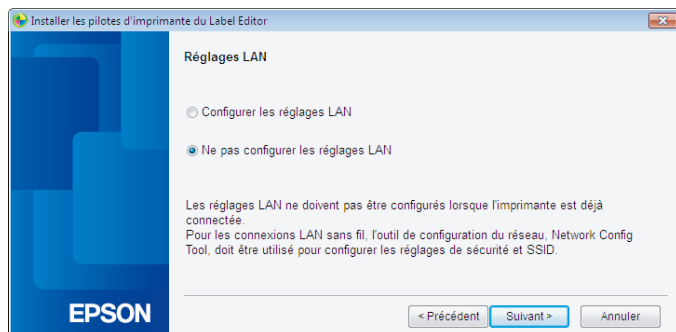 Installer les pilotes d'imprimante du Label Editor
Réglages LAN
Configurer les réglages LAN
Ne pas configurer les réglages LAN
Les réglages LAN ne doivent pas être configurés lorsque l'imprimante est déjà
connectée.
Pour les connexions LAN sans fil, l'outil de configuration du réseau, Network Config
Tool, doit être utilisé pour configurer les réglages de sécurité et SSID.
EPSON
< Précédent
Suivant >
Annuler